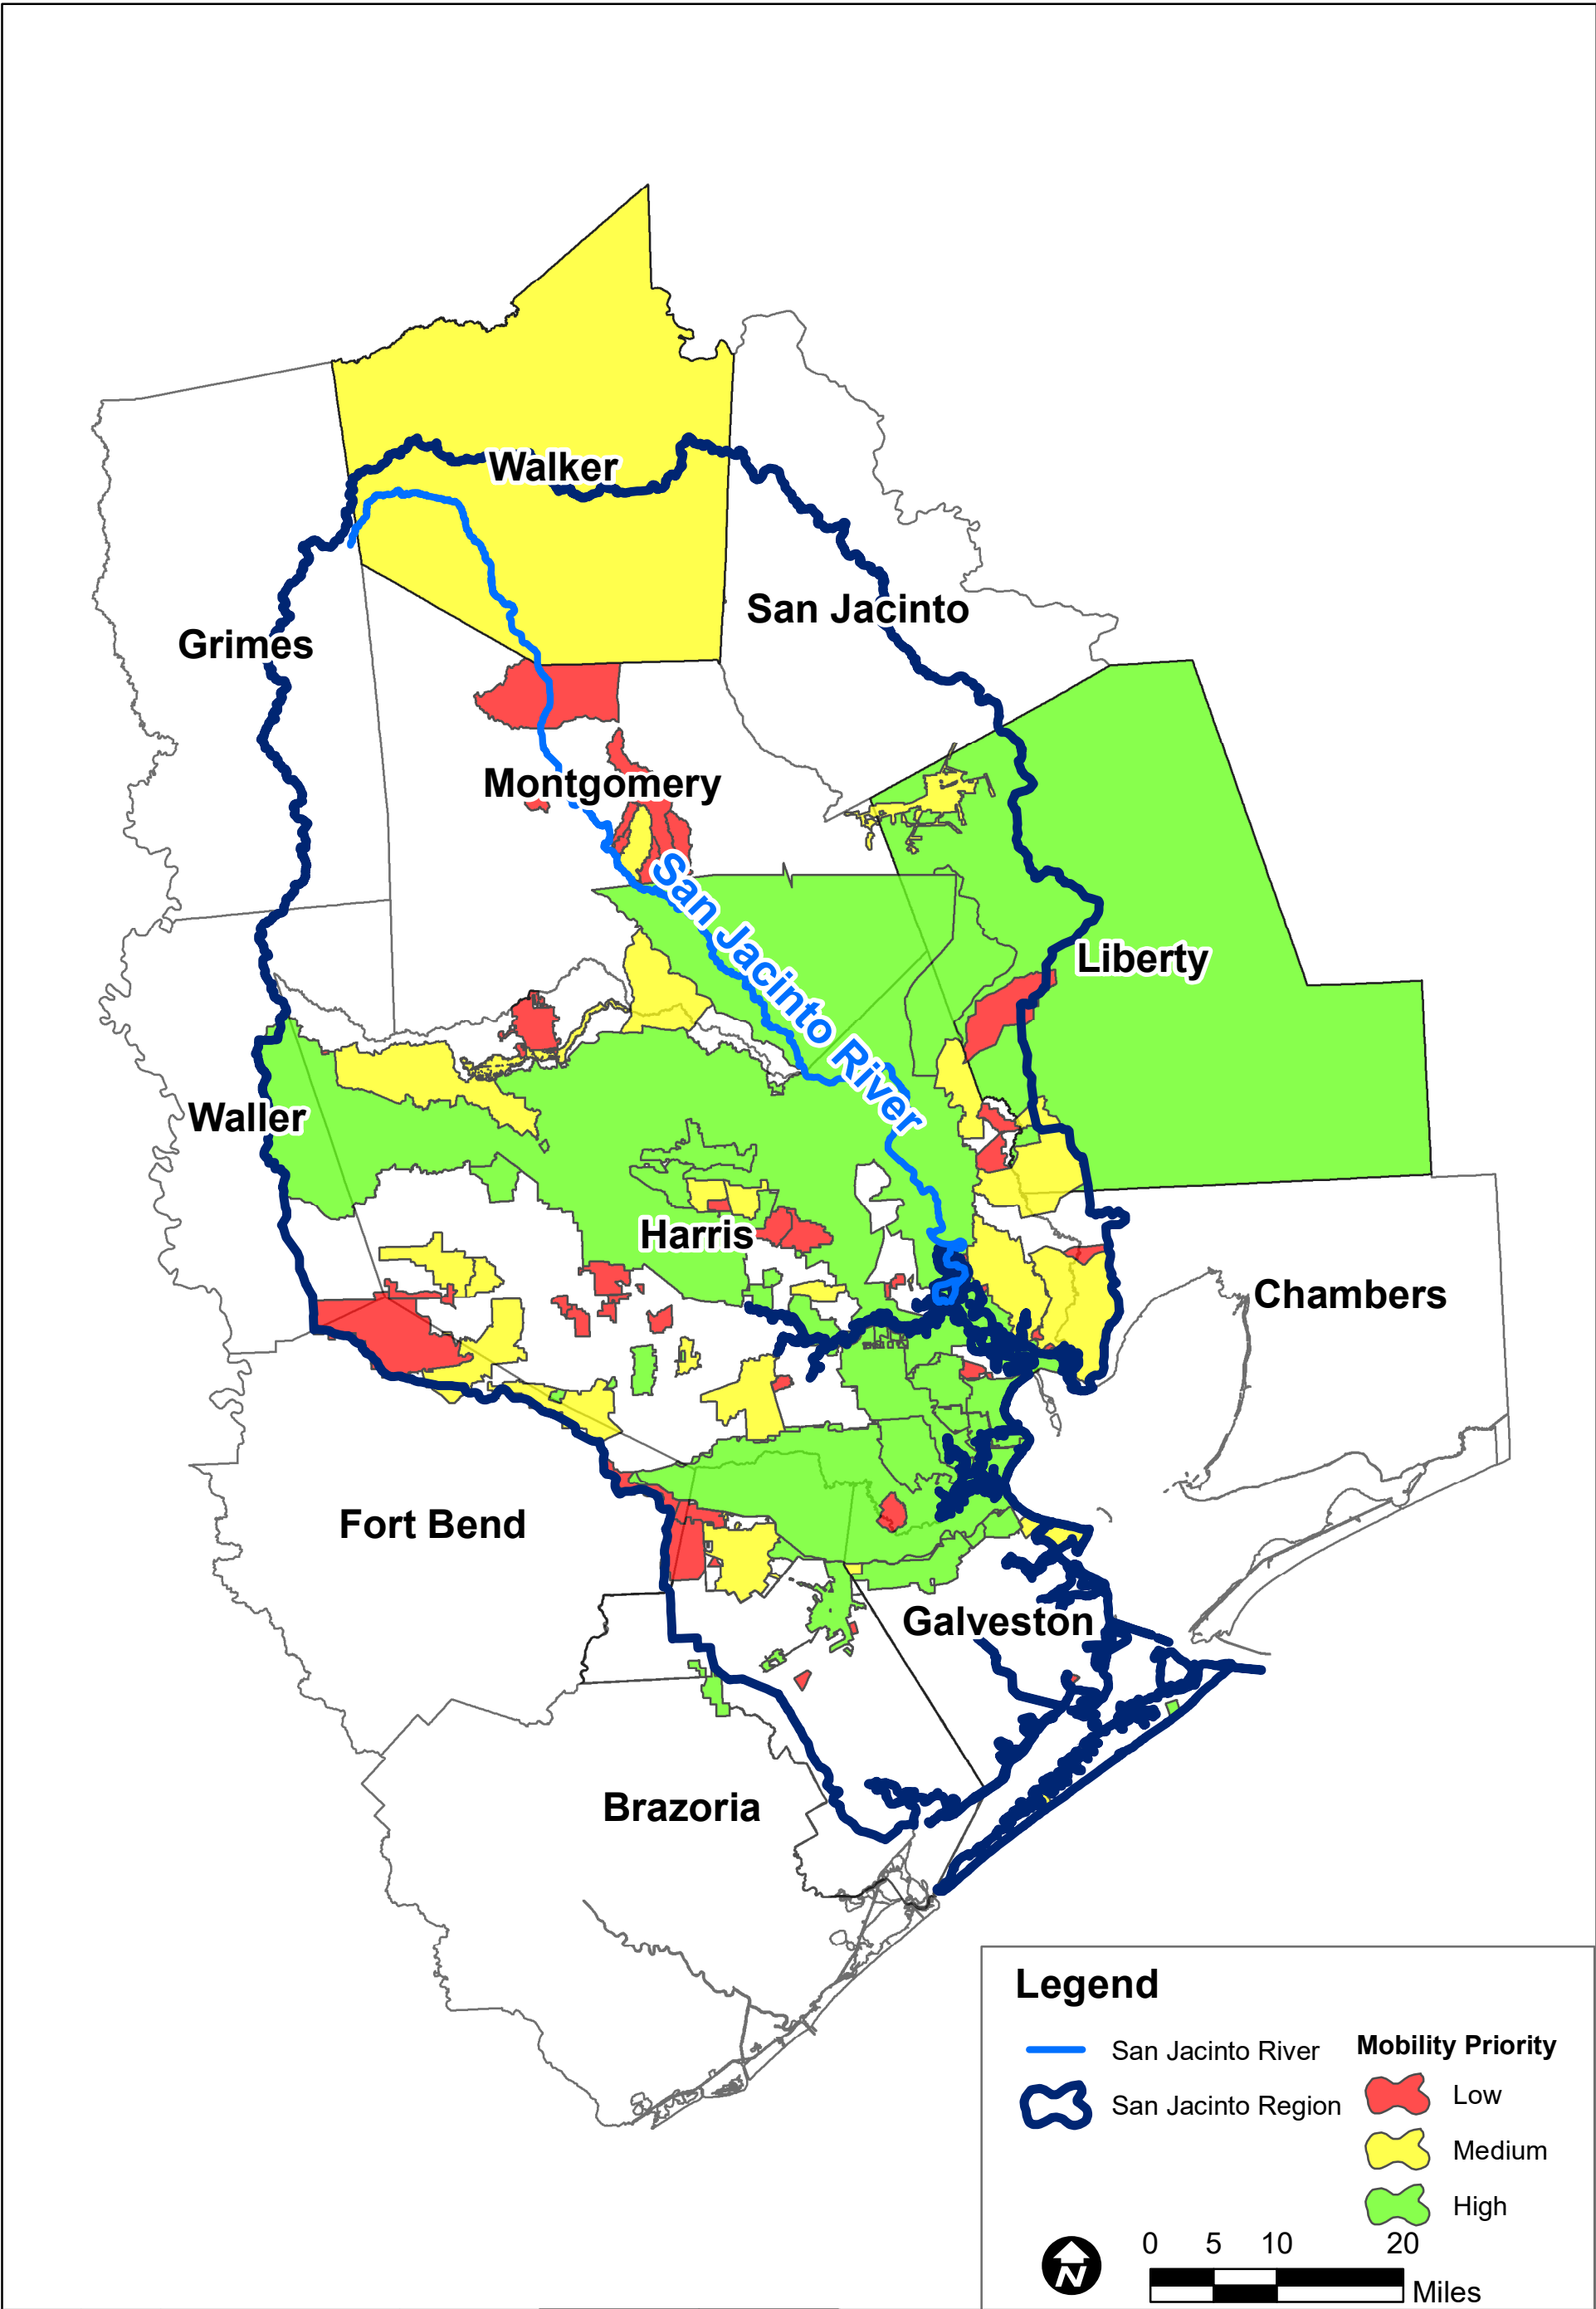 Walker
San Jacinto
Grimes
Montgomery
San Jacinto River
Liberty
Waller
Harris
Chambers
Fort Bend
Galveston
Brazoria
Legend
San Jacinto River
San Jacinto Region
Mobility Priority
Low
Medium
High
N
0 5 10 20
Miles